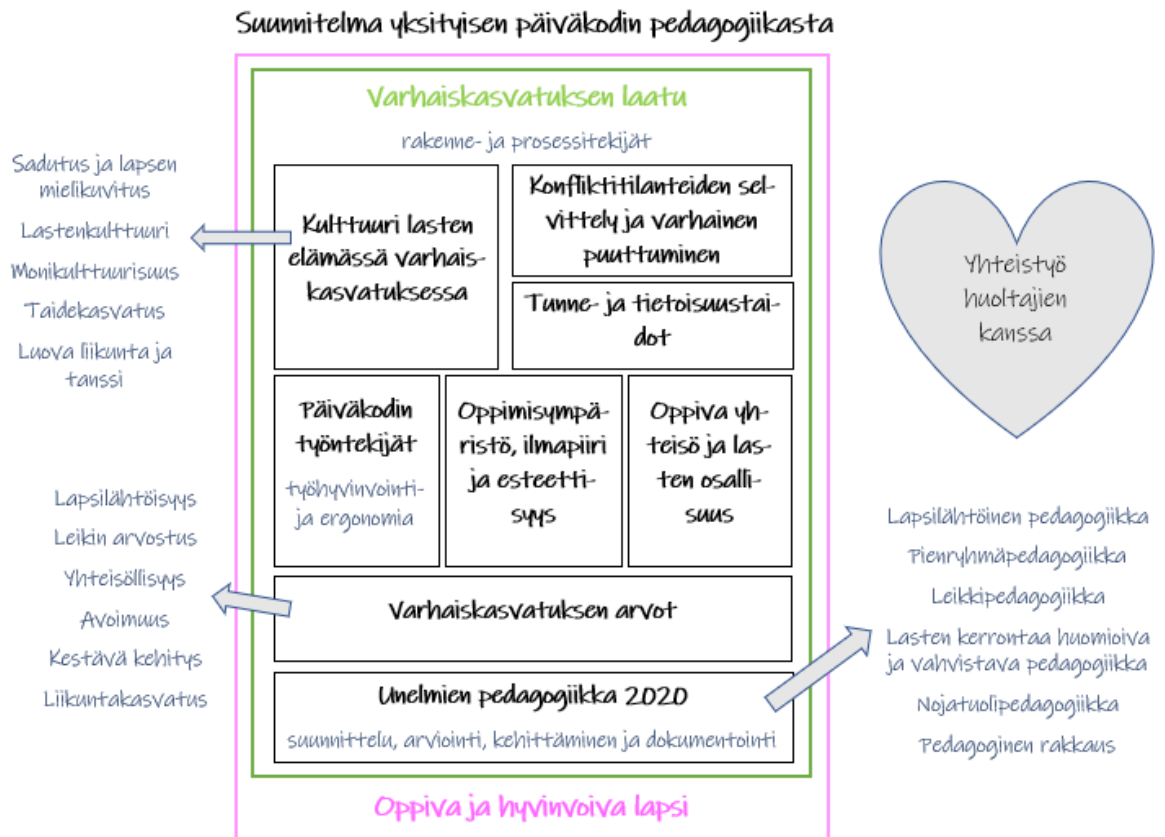 Suunnitelma yksityisen päiväkodin pedagogiikasta
Varhaiskasvatuksen laatu
rakenne- ja prosessitekijät
Sadutus ja lapsen
mielikuvitus
Lastenkulttuuri
Monikulttuurisuus
Taidekasvatus
Luova liikunta ja
tanssi
Kulttuuri lasten
elämässä varhais-
kasvatuksessa
Konfliktitilanteiden sel-
vittely ja varhainen
puuttuminen
Tunne- ja tietoisuustai-
dot
Yhteistyö
huoltajien
kanssa
Päiväkodin
työntekijät
työhyvinvointi-
ja ergonomia
Oppimisympä-
ristö, ilmapiiri
ja esteetti-
syys
Oppiva yh-
teisö ja las-
ten osalli-
suus
Lapsilähtöisyys
Leikin arvostus
Yhteisöllisyys
Avoimuus
Kestävä kehitys
Liikuntakasvatus
Varhaiskasvatuksen arvot
Unelmien pedagogiikka 2020
suunnittelu, arviointi, kehittäminen ja dokumentointi
Lapsilähtöinen pedagogiikka
Pienryhmäpedagogiikka
Leikkipedagogiikka
Lasten kerrontaa huomioiva
ja vahvistava pedagogiikka
Nojatuolipedagogiikka
Pedagoginen rakkaus
Oppiva ja hyvinvoiva lapsi